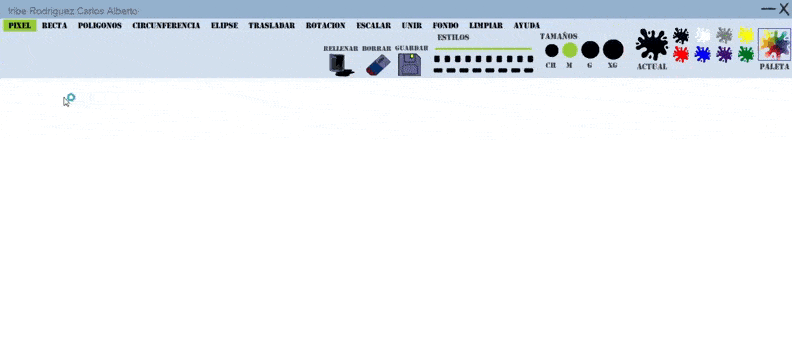 Iribe Rodriguez Carlos Alberto
PIXEL RECTA POLIGONOS CIRCUNFERENCIA ELIPSE TRASLADAR ROTACION ESCALAR UNIR FONDO LIMPIAR AYUDA
RELLENAR BORRAR GUARDAR
ESTILOS
TAMAÑOS
CH M G XG
ACTUAL
PALETA